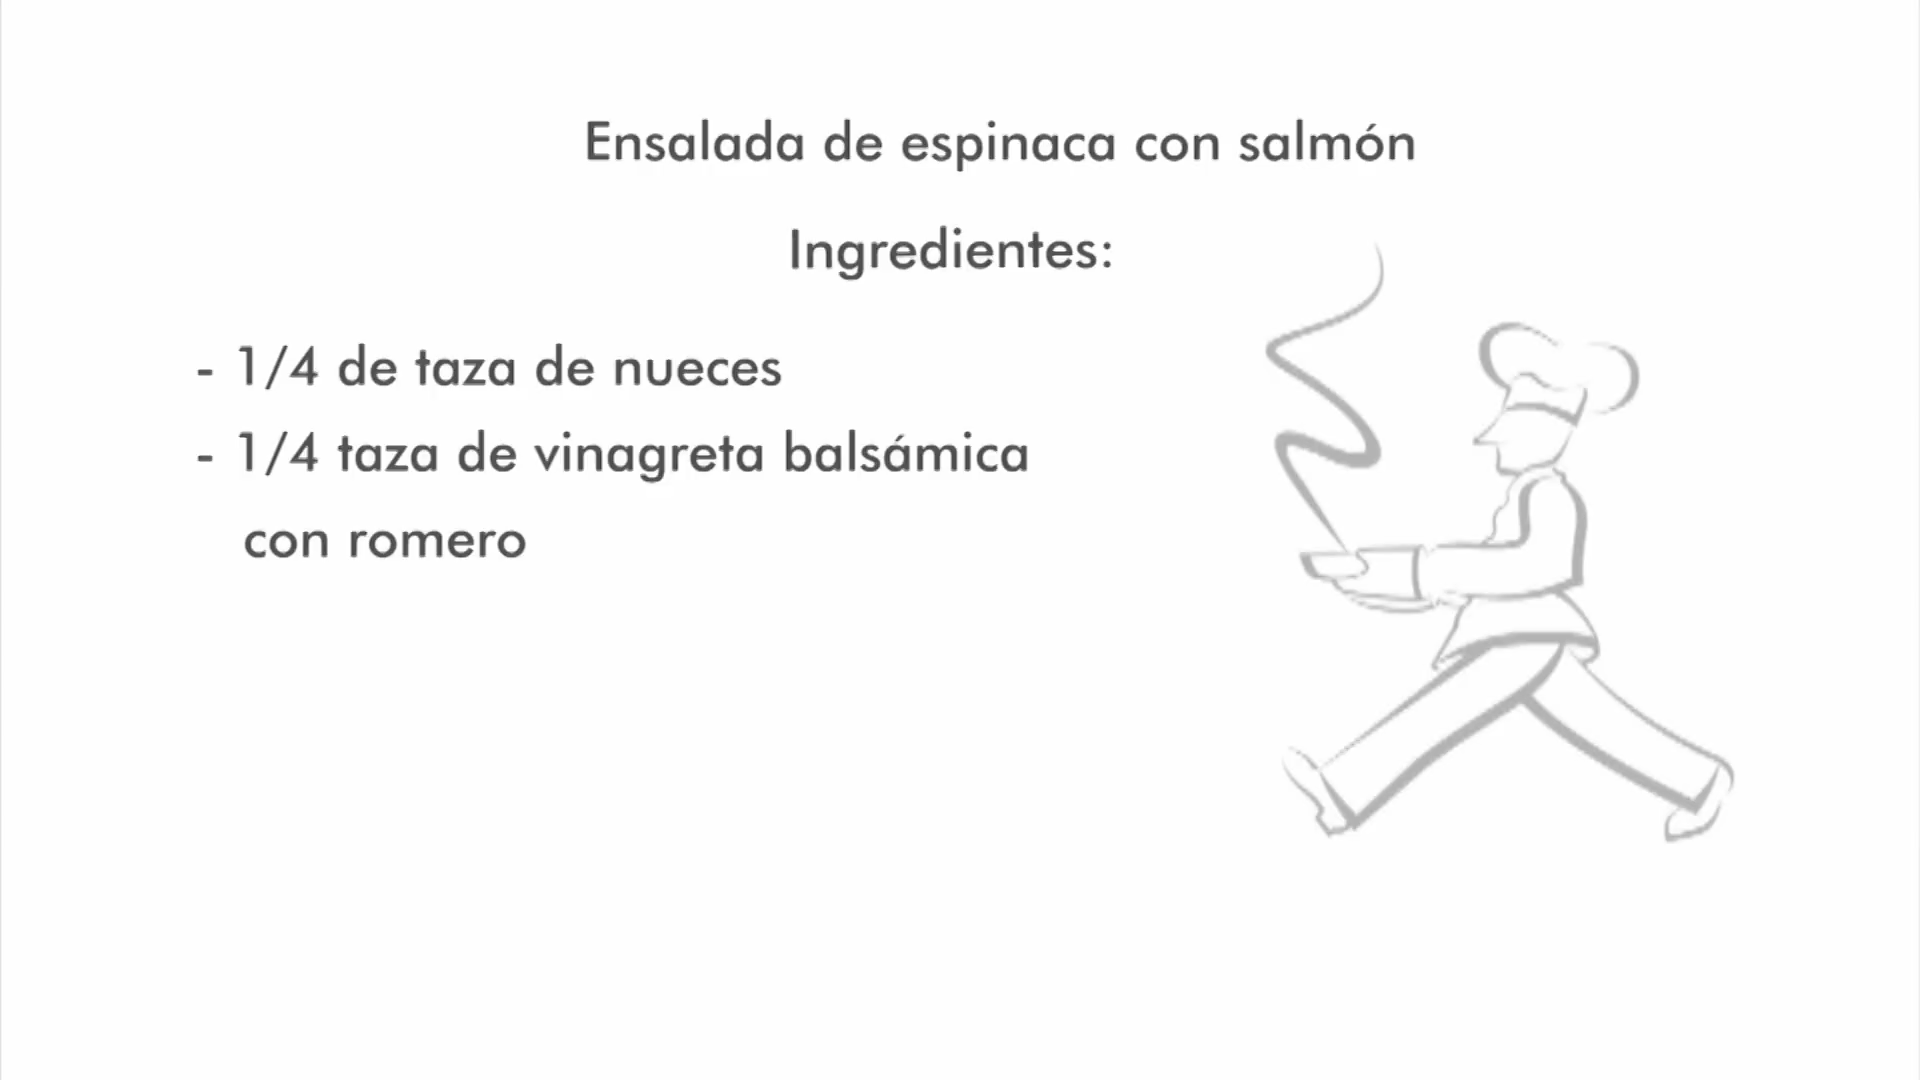 Ensalada de espinaca con salmón
Ingredientes:
- 1/4 de taza de nueces
- 1/4 taza de vinagreta balsámica
con romero